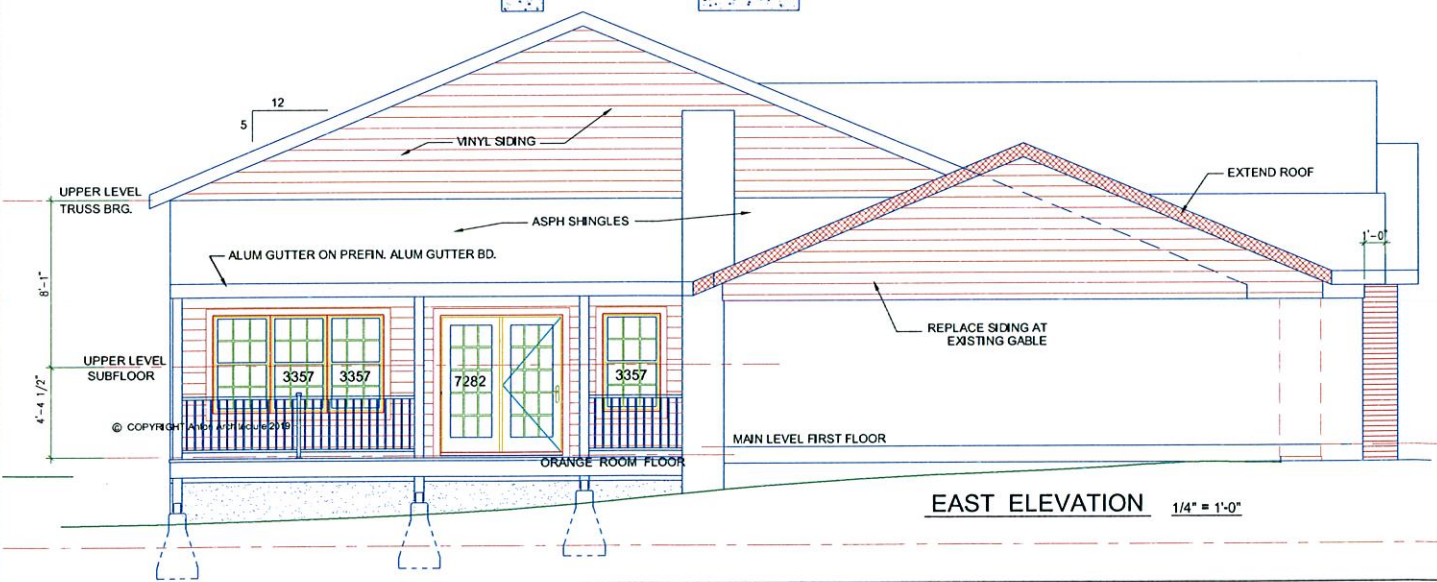 12
5
VINYL SIDING
UPPER LEVEL
TRUSS BRG.
EXTEND ROOF
ASPH SHINGLES
1'-0"
ALUM GUTTER ON PREFIN. ALUM GUTTER BD.
8'-1"
REPLACE SIDING AT
EXISTING GABLE
UPPER LEVEL
SUBFLOOR
3357
3357
7282
3357
4'-4 1/2"
© COPYRIGHT Anton Architecture 2019
MAIN LEVEL FIRST FLOOR
ORANGE ROOM FLOOR
EAST ELEVATION 1/4" = 1'-0"